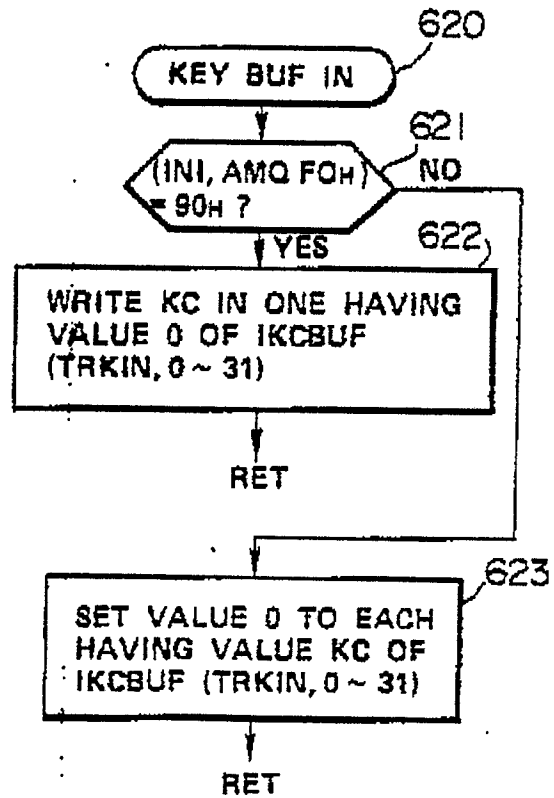 620
KEY BUF IN
621
(INI, AMQ F0H)
= 90H ?
NO
YES
622
WRITE KC IN ONE HAVING
VALUE 0 OF IKCBUF
(TRKIN, 0 ~ 31)
RET
623
SET VALUE 0 TO EACH
HAVING VALUE KC OF
IKCBUF (TRKIN, 0 ~ 31)
RET